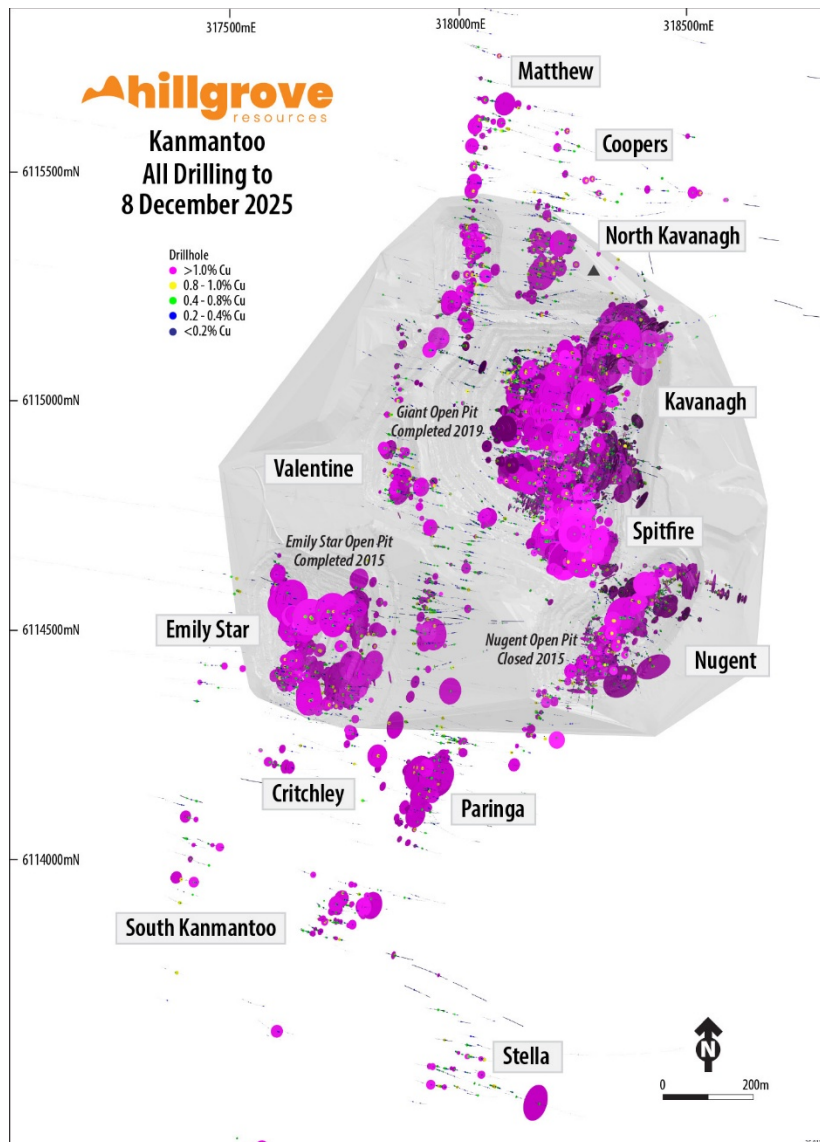 317500mE
318000mE
318500mE
hillgrove
resources
Kanmantoo
All Drilling to
8 December 2025
Drillhole
>1.0% Cu
0.8 - 1.0% Cu
0.4 - 0.8% Cu
0.2 - 0.4% Cu
<0.2% Cu
Matthew
Coopers
6115500mN
North Kavanagh
6115000mN
Kavanagh
Giant Open Pit
Completed 2019
Valentine
Spitfire
Emily Star Open Pit
Completed 2015
Emily Star
6114500mN
Nugent Open Pit
Closed 2015
Nugent
Critchley
Paringa
6114000mN
South Kanmantoo
Stella
N
0 200m